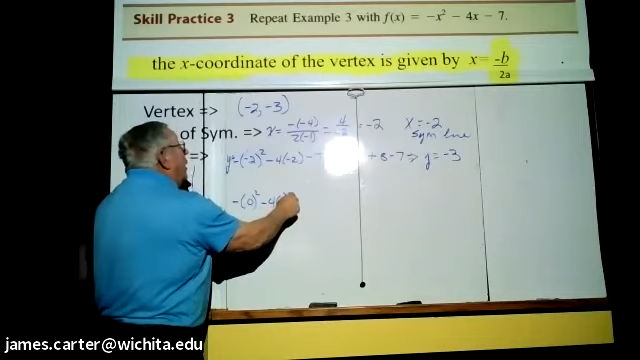 Skill Practice 3 Repeat Example 3 with f(x) = −x² − 4x − 7.
the x-coordinate of the vertex is given by x = -b/2a
Vertex => (-2, -3)
of Sym. => x = -(-4)/2(-1) = 4/-2 = -2 x = -2
Sym line
=> y = -(-2)² - 4(-2) - 7 + 8 - 7 => y = -3
-(0)² - 4(
james.carter@wichita.edu